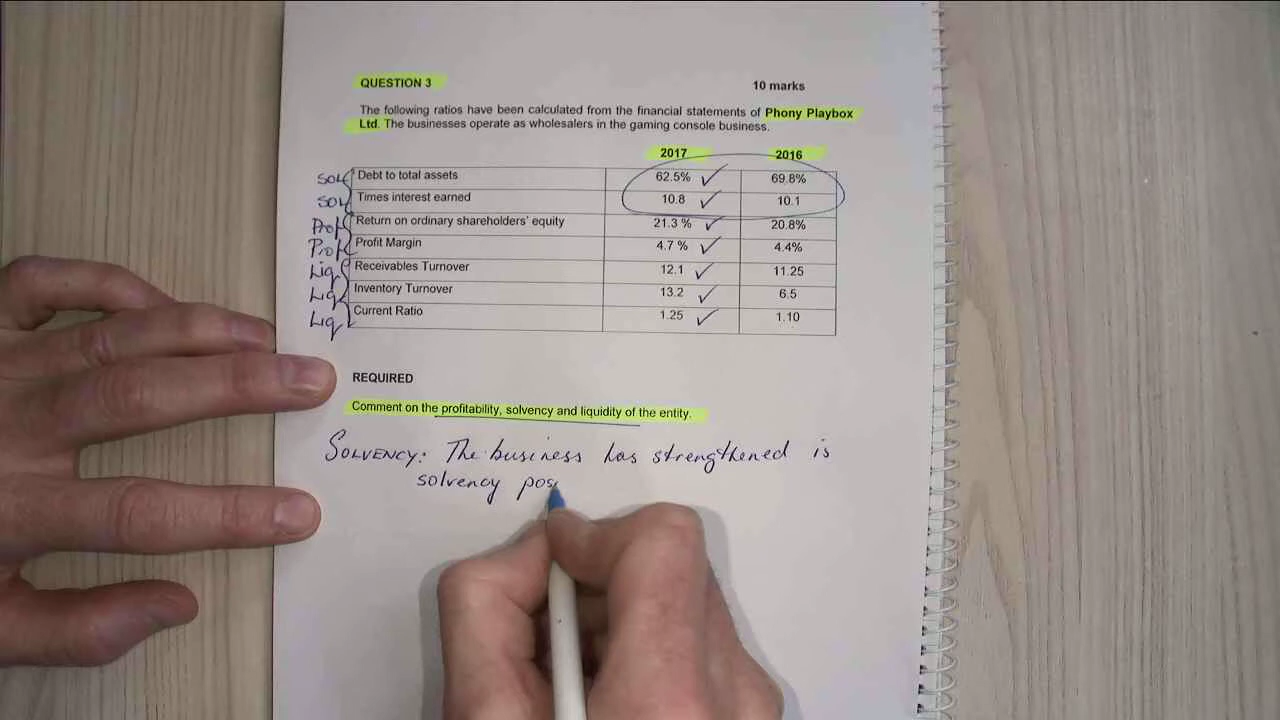 QUESTION 3 10 marks
The following ratios have been calculated from the financial statements of Phony Playbox
Ltd. The businesses operate as wholesalers in the gaming console business.
2017 2016
Sol Debt to total assets 62.5% ✓ 69.8%
Sol Times interest earned 10.8 ✓ 10.1
Prof Return on ordinary shareholders' equity 21.3 % ✓ 20.8%
Prof Profit Margin 4.7 % ✓ 4.4%
Liq Receivables Turnover 12.1 ✓ 11.25
Liq Inventory Turnover 13.2 ✓ 6.5
Liq Current Ratio 1.25 ✓ 1.10
REQUIRED
Comment on the profitability, solvency and liquidity of the entity.
SOLVENCY: The business has strengthened is
solvency pos